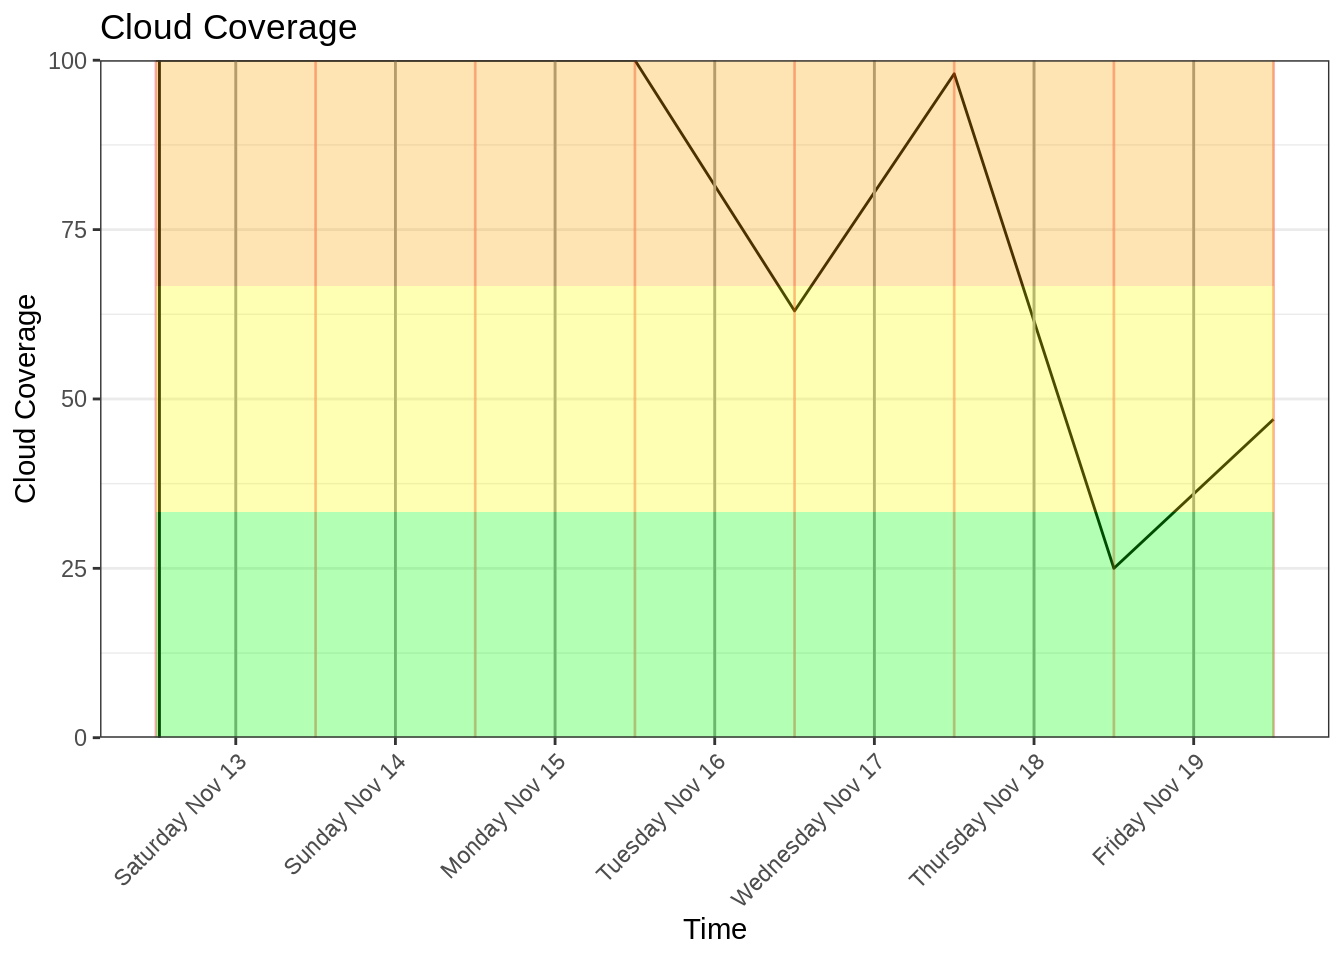 Cloud Coverage
Cloud Coverage
100
75
50
25
0
Saturday Nov 13
Sunday Nov 14
Monday Nov 15
Tuesday Nov 16
Wednesday Nov 17
Thursday Nov 18
Friday Nov 19
Time